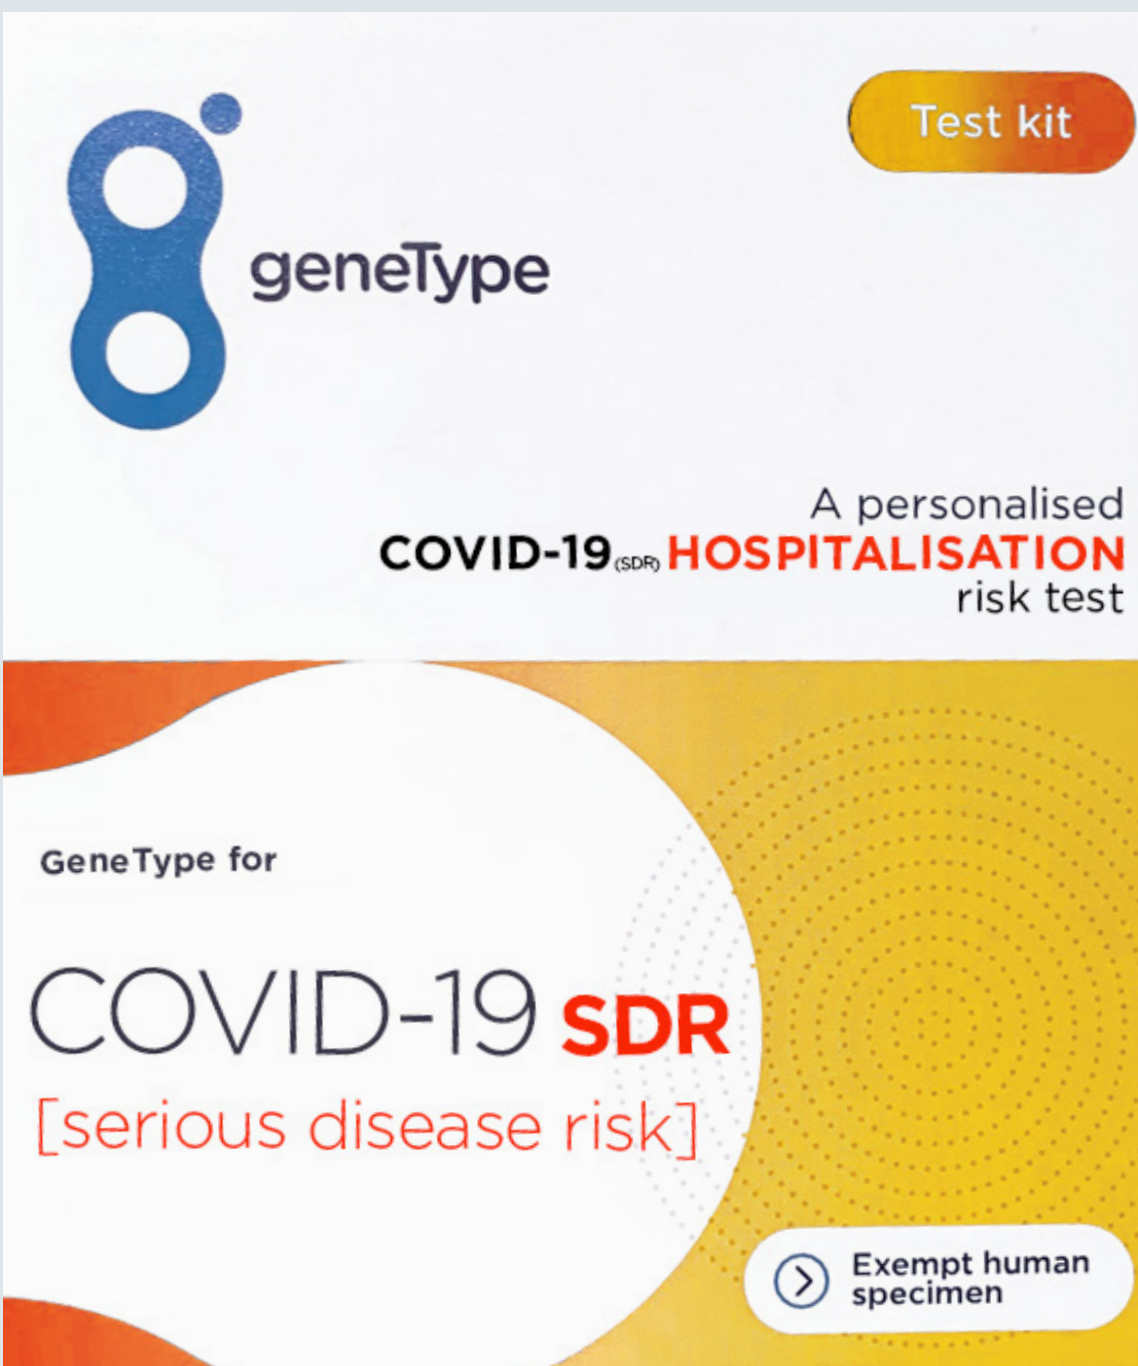 Test kit
geneType
A personalised
COVID-19(SDR) HOSPITALISATION
risk test
GeneType for
COVID-19 SDR
[serious disease risk]
Exempt human
specimen